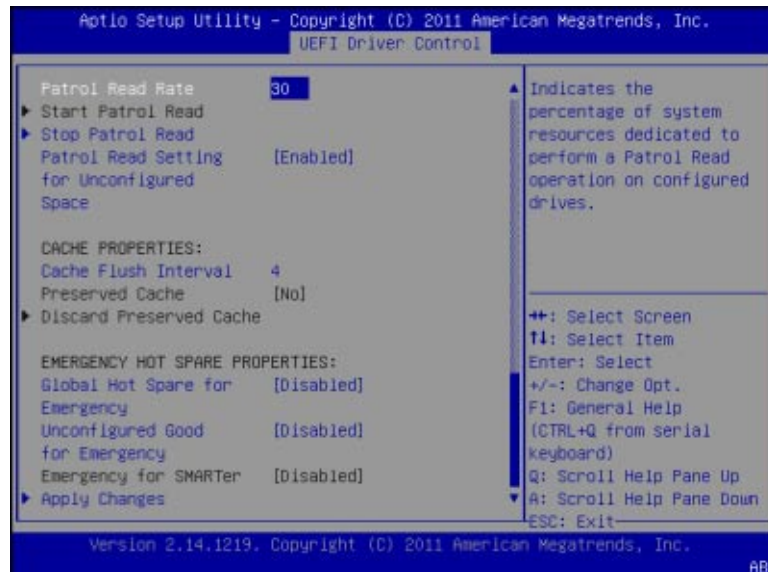 Aptio Setup Utility - Copyright (C) 2011 American Megatrends, Inc.
UEFI Driver Control
Patrol Read Rate 30
Start Patrol Read
Stop Patrol Read
Patrol Read Setting [Enabled]
for Unconfigured
Space
CACHE PROPERTIES:
Cache Flush Interval 4
Preserved Cache [No]
Discard Preserved Cache
EMERGENCY HOT SPARE PROPERTIES:
Global Hot Spare for [Disabled]
Emergency
Unconfigured Good [Disabled]
for Emergency
Emergency for SMARTer [Disabled]
Apply Changes
Indicates the
percentage of system
resources dedicated to
perform a Patrol Read
operation on configured
drives.
→←: Select Screen
↑↓: Select Item
Enter: Select
+/-: Change Opt.
F1: General Help
(CTRL+Q from serial
keyboard)
Q: Scroll Help Pane Up
A: Scroll Help Pane Down
ESC: Exit
Version 2.14.1219. Copyright (C) 2011 American Megatrends, Inc.
AB